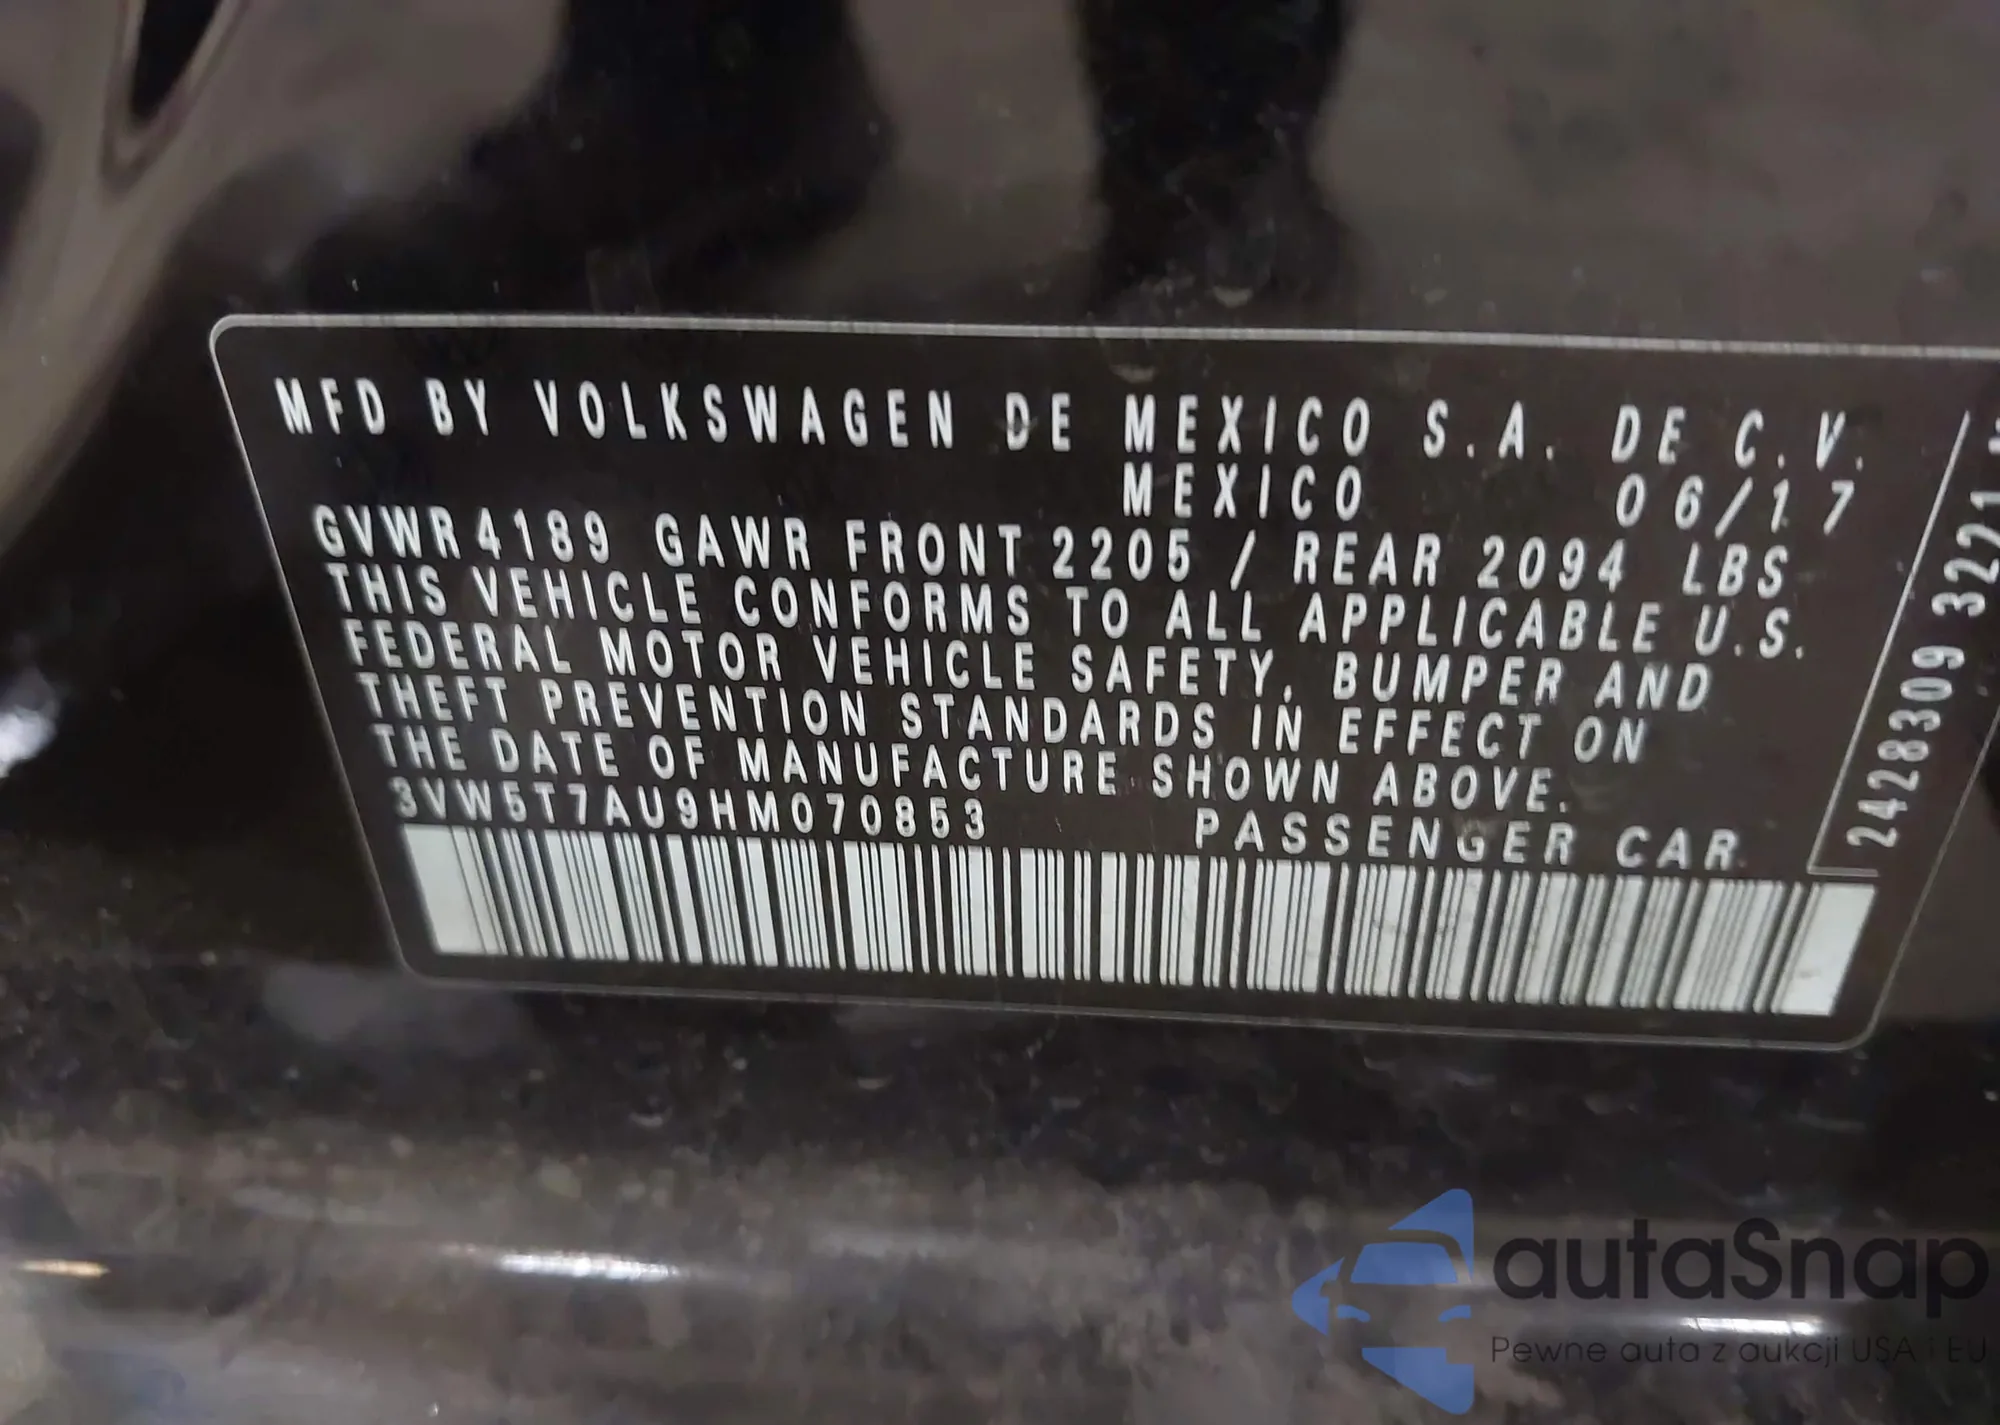 MFD BY VOLKSWAGEN DE MEXICO S.A. DE C.V.
MEXICO 06/17
GVWR 4189 GAWR FRONT 2205 / REAR 2094 LBS
THIS VEHICLE CONFORMS TO ALL APPLICABLE U.S.
FEDERAL MOTOR VEHICLE SAFETY, BUMPER AND
THEFT PREVENTION STANDARDS IN EFFECT ON
THE DATE OF MANUFACTURE SHOWN ABOVE.
3VW5T7AU9HM070853 PASSENGER CAR
2428309 3221
autaSnap
Pewne auta z aukcji USA i EU